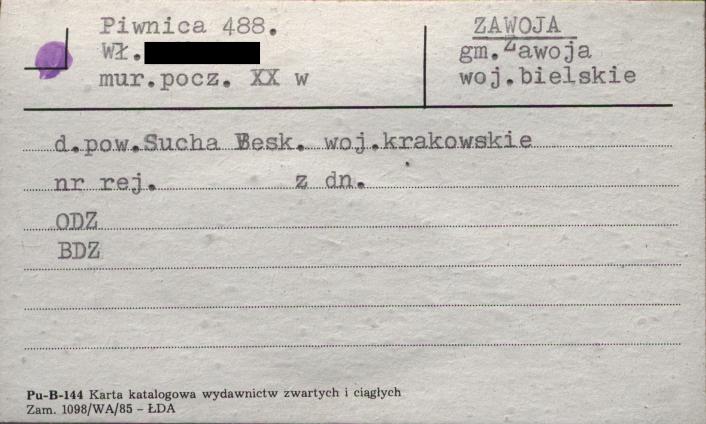 Piwnica 488.
Wł.
mur.pocz. XX w
ZAWOJA
gm.Zawoja
woj.bielskie
d.pow.Sucha Besk. woj.krakowskie
nr rej. z dn.
ODZ
BDZ
Pu-B-144 Karta katalogowa wydawnictw zwartych i ciągłych
Zam. 1098/WA/85 – ŁDA